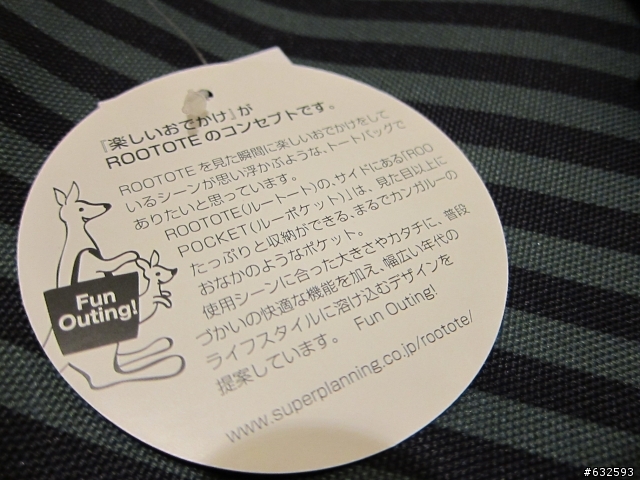 『楽しいおでかけ』が
ROOTOTE のコンセプトです。
ROOTOTE を見た瞬間に楽しいおでかけをして
いるシーンが思い浮かぶような、トートバッグで
ありたいと思っています。
ROOTOTE(ルートート)の、サイドにある「ROO
POCKET(ルーポケット)」は、見た目以上に
たっぷりと収納ができる、まるでカンガルーの
おなかのようなポケット。
使用シーンに合った大きさやカタチに、普段
づかいの快適な機能を加え、幅広い年代の
ライフスタイルに溶け込むデザインを
提案しています。 Fun Outing!
www.superplanning.co.jp/rootote/
Fun
Outing!
#632593